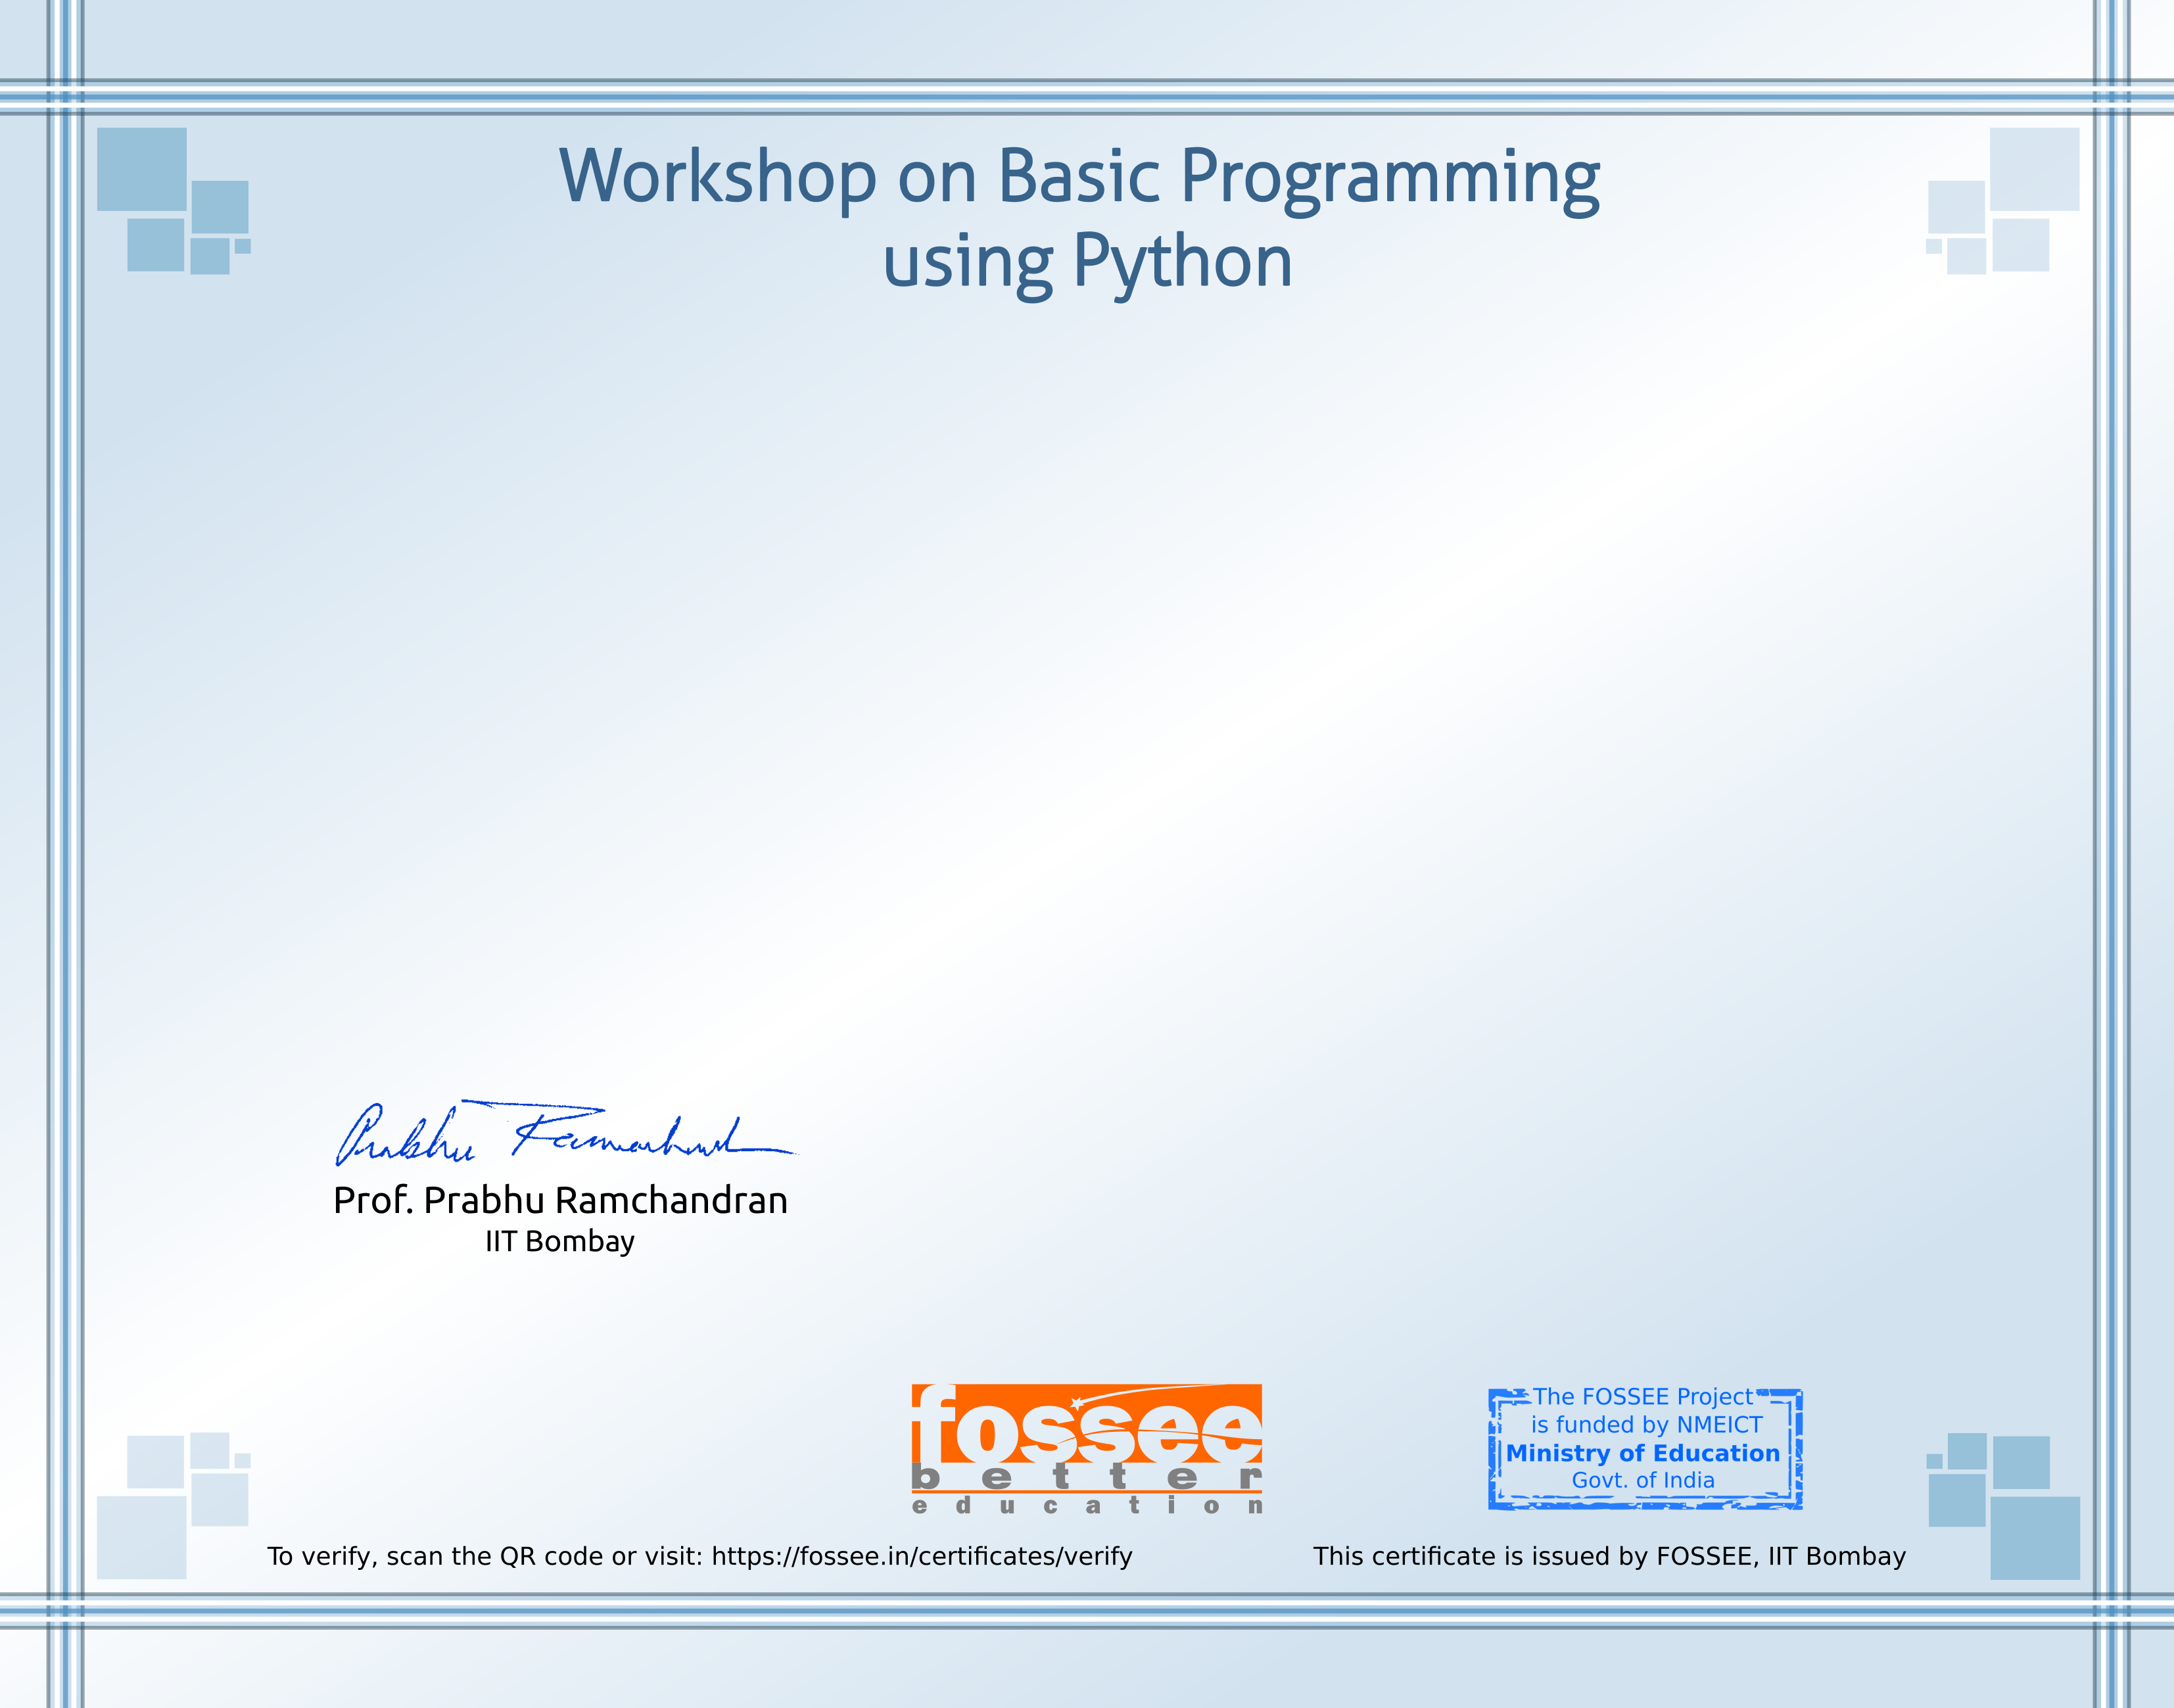 Workshop on Basic Programming
using Python
Prabhu Ramachandran
Prof. Prabhu Ramchandran
IIT Bombay
fossee
better
education
The FOSSEE Project
is funded by NMEICT
Ministry of Education
Govt. of India
To verify, scan the QR code or visit: https://fossee.in/certificates/verify
This certificate is issued by FOSSEE, IIT Bombay